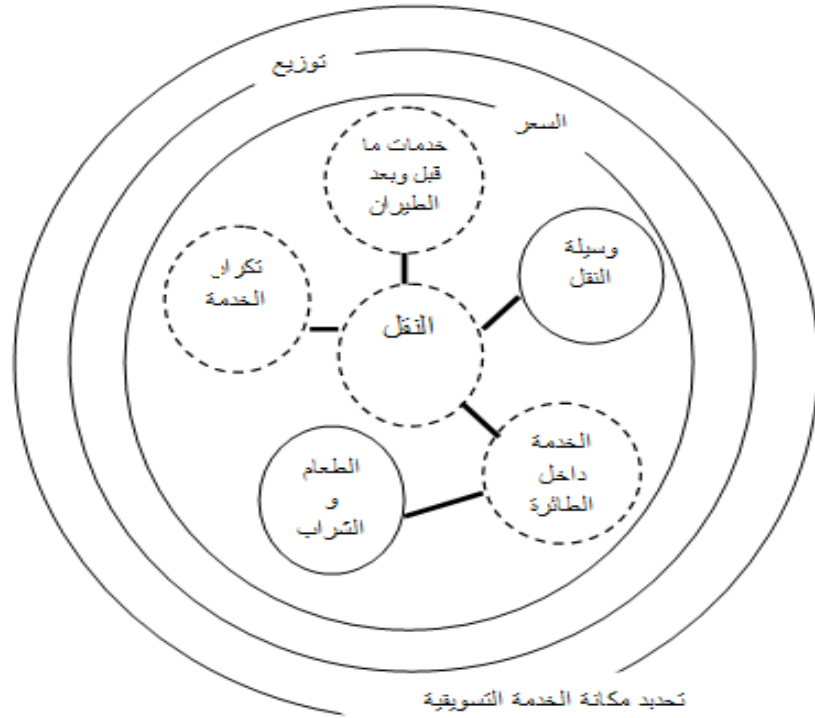 توزيع
السعر
خدمات ما
قبل وبعد
الطيران
وسيلة
النقل
تكرار
الخدمة
النقل
الخدمة
داخل
الطائرة
الطعام
و
الشراب
تحديد مكانة الخدمة التسويقية